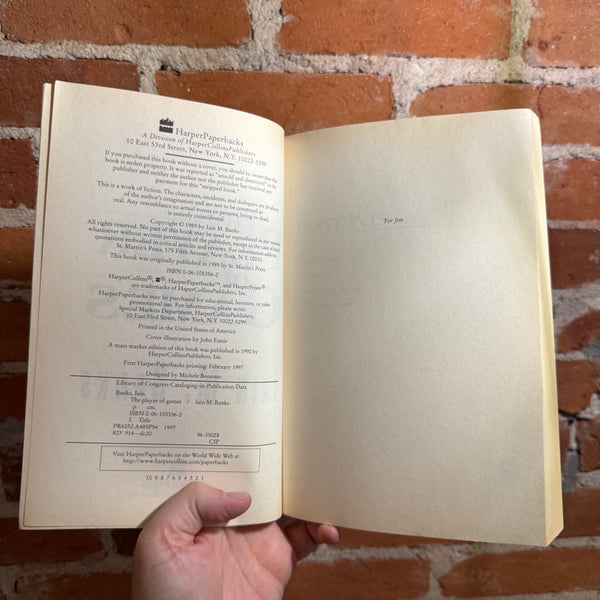 HarperPaperbacks
A Division of HarperCollinsPublishers
10 East 53rd Street, New York, N.Y. 10022-5299
If you purchased this book without a cover, you should be aware that this
book is stolen property. It was reported as "unsold and destroyed" to the
publisher and neither the author nor the publisher has received any
payment for this "stripped book."
This is a work of fiction. The characters, incidents, and dialogues are products
of the author's imagination and are not to be construed as
real. Any resemblance to actual events or persons, living or dead,
is entirely coincidental.
Copyright © 1989 by Iain M. Banks
All rights reserved. No part of this book may be used or reproduced in any manner
whatsoever without written permission of the publisher, except in the case of brief
quotations embodied in critical articles and reviews. For information address
St. Martin's Press, 175 Fifth Avenue, New York, N.Y. 10010.
This book was originally published in 1989 by St. Martin's Press.
ISBN 0-06-105356-2
HarperCollins®, ®, HarperPaperbacks™, and HarperPrism®
are trademarks of HarperCollinsPublishers, Inc.
HarperPaperbacks may be purchased for educational, business, or sales
promotional use. For information, please write:
Special Markets Department, HarperCollinsPublishers,
10 East 53rd Street, New York, N.Y. 10022-5299.
Printed in the United States of America
Cover illustration by John Ennis
A mass market edition of this book was published in 1990 by
HarperCollinsPublishers, Inc.
First HarperPaperbacks printing: February 1997
Designed by Michele Bonomo
Library of Congress Cataloging-in-Publication Data
Banks, Iain.
The player of games Iain M. Banks.
p. cm.
ISBN 0-06-105356-2
I. Title
PR6052.A485P54 1997
823'.914—dc20 96-35028
CIP
Visit HarperPaperbacks on the World Wide Web at
http://www.harpercollins.com/paperbacks
10 9 8 7 6 5 4 3 2 1
For Jim